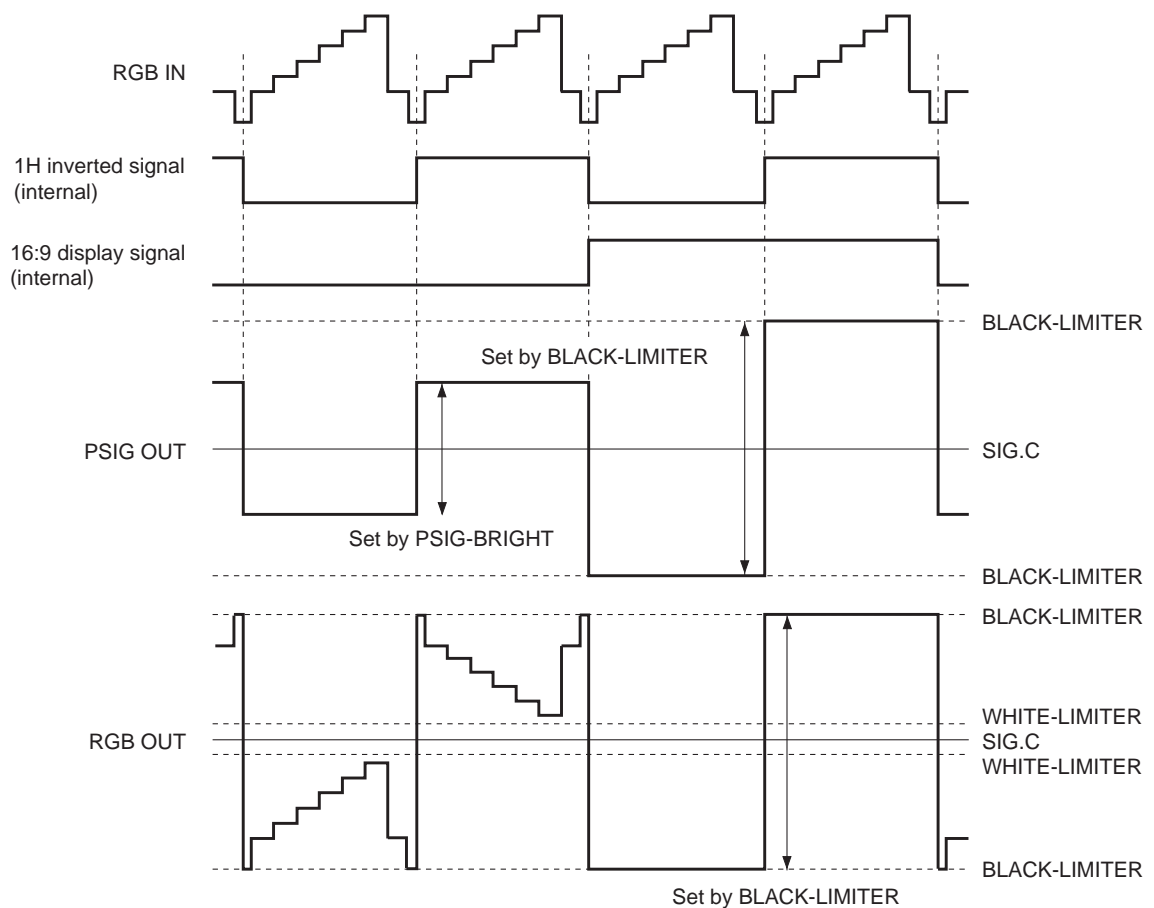 RGB IN
1H inverted signal
(internal)
16:9 display signal
(internal)
BLACK-LIMITER
Set by BLACK-LIMITER
PSIG OUT
SIG.C
Set by PSIG-BRIGHT
BLACK-LIMITER
BLACK-LIMITER
WHITE-LIMITER
RGB OUT
SIG.C
WHITE-LIMITER
BLACK-LIMITER
Set by BLACK-LIMITER